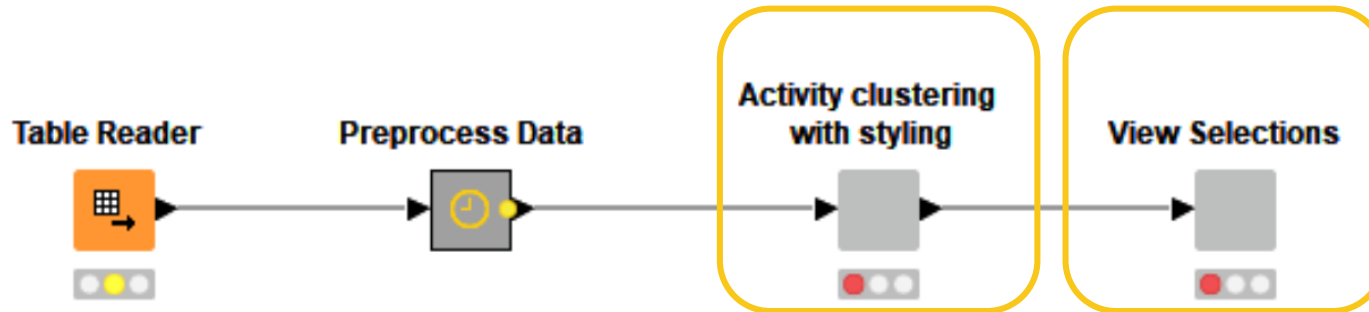 Table Reader
Preprocess Data
Activity clustering
with styling
View Selections